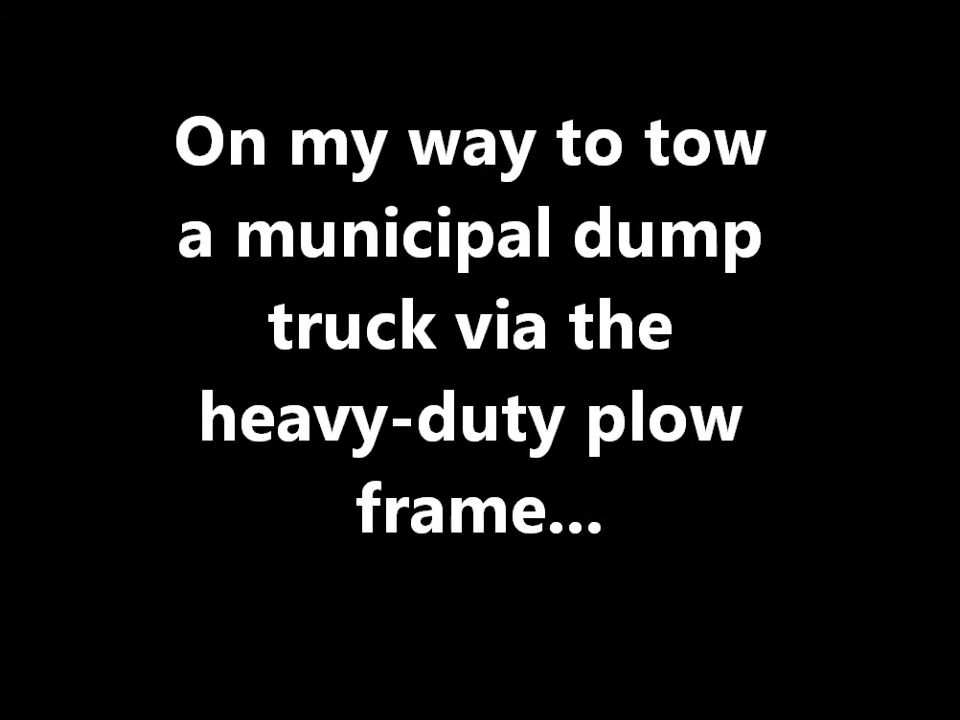 On my way to tow
a municipal dump
truck via the
heavy-duty plow
frame...